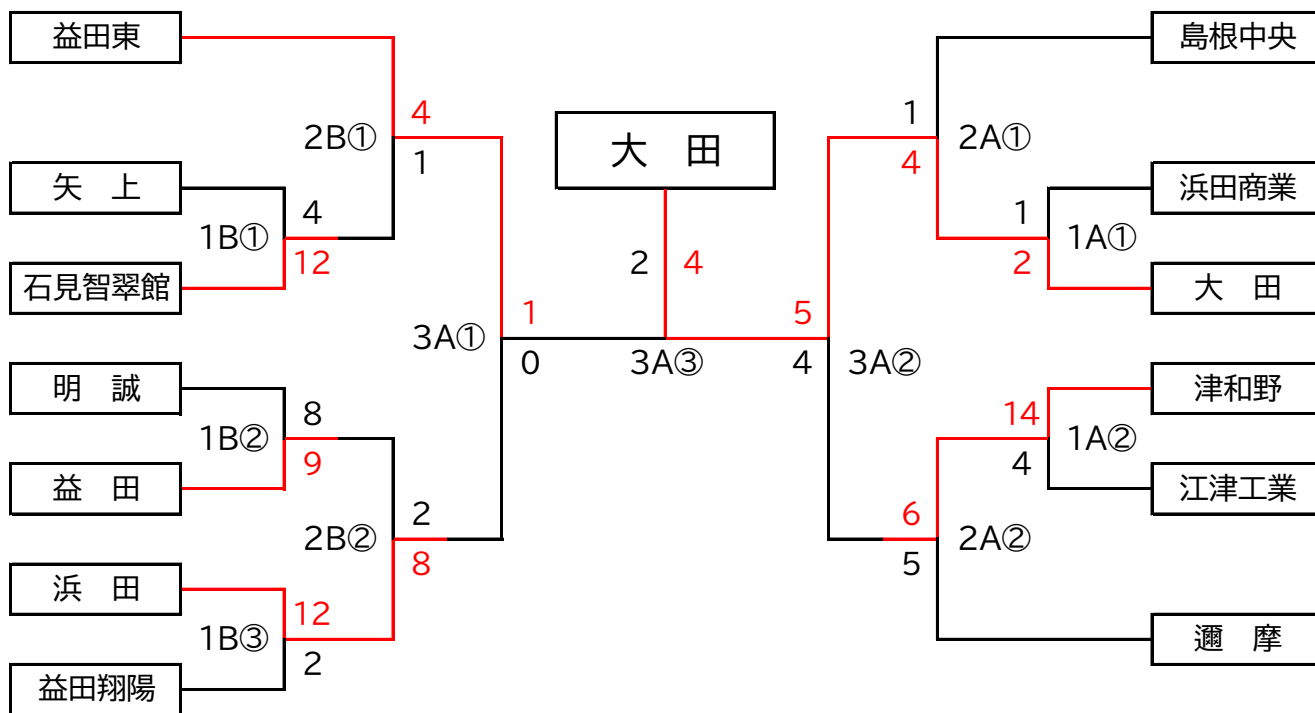 益田東
島根中央
4
1
2B①
大　田
2A①
1
4
矢　上
浜田商業
4
1
1B①
1A①
12
2
4
2
石見智翠館
大　田
1
5
3A①
3A②
0
3A③
4
明　誠
津和野
8
14
1B②
1A②
9
4
益　田
江津工業
2
6
2B②
2A②
8
5
浜　田
12
1B③
邇　摩
2
益田翔陽